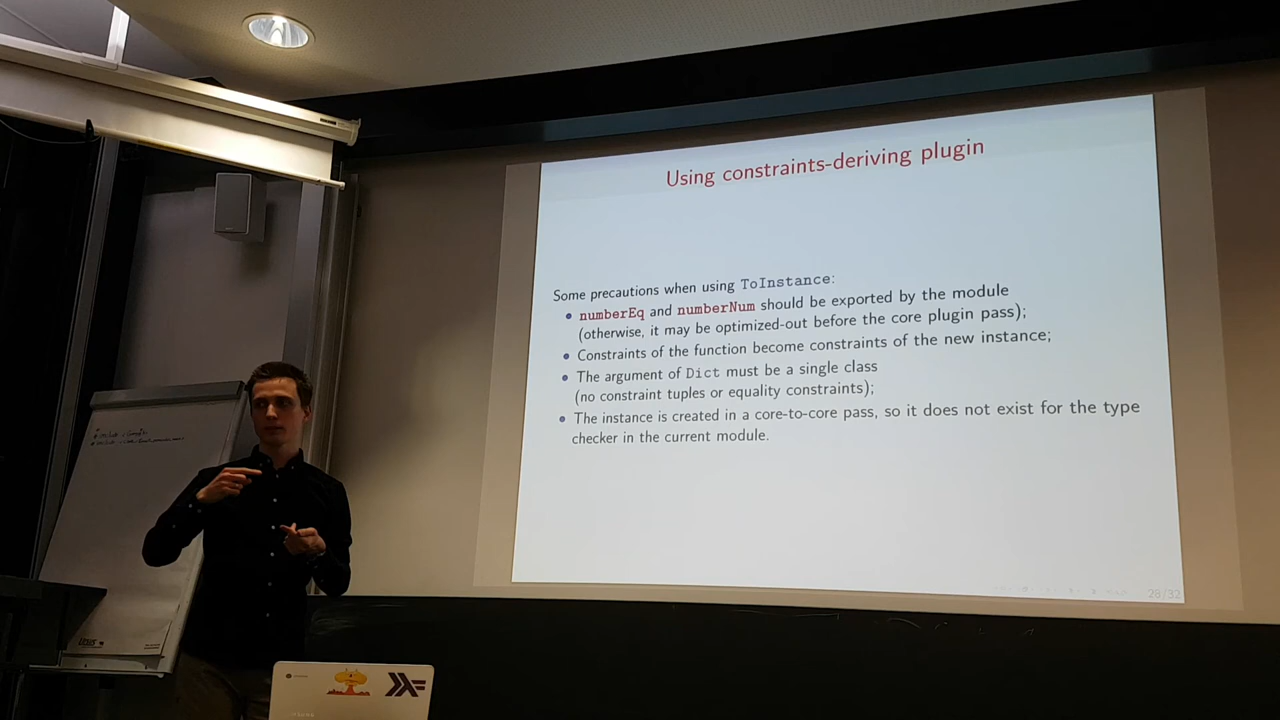 Using constraints-deriving plugin
Some precautions when using ToInstance:
• numberEq and numberNum should be exported by the module
(otherwise, it may be optimized-out before the core plugin pass);
• Constraints of the function become constraints of the new instance;
• The argument of Dict must be a single class
(no constraint tuples or equality constraints);
• The instance is created in a core-to-core pass, so it does not exist for the type
checker in the current module.
28/32